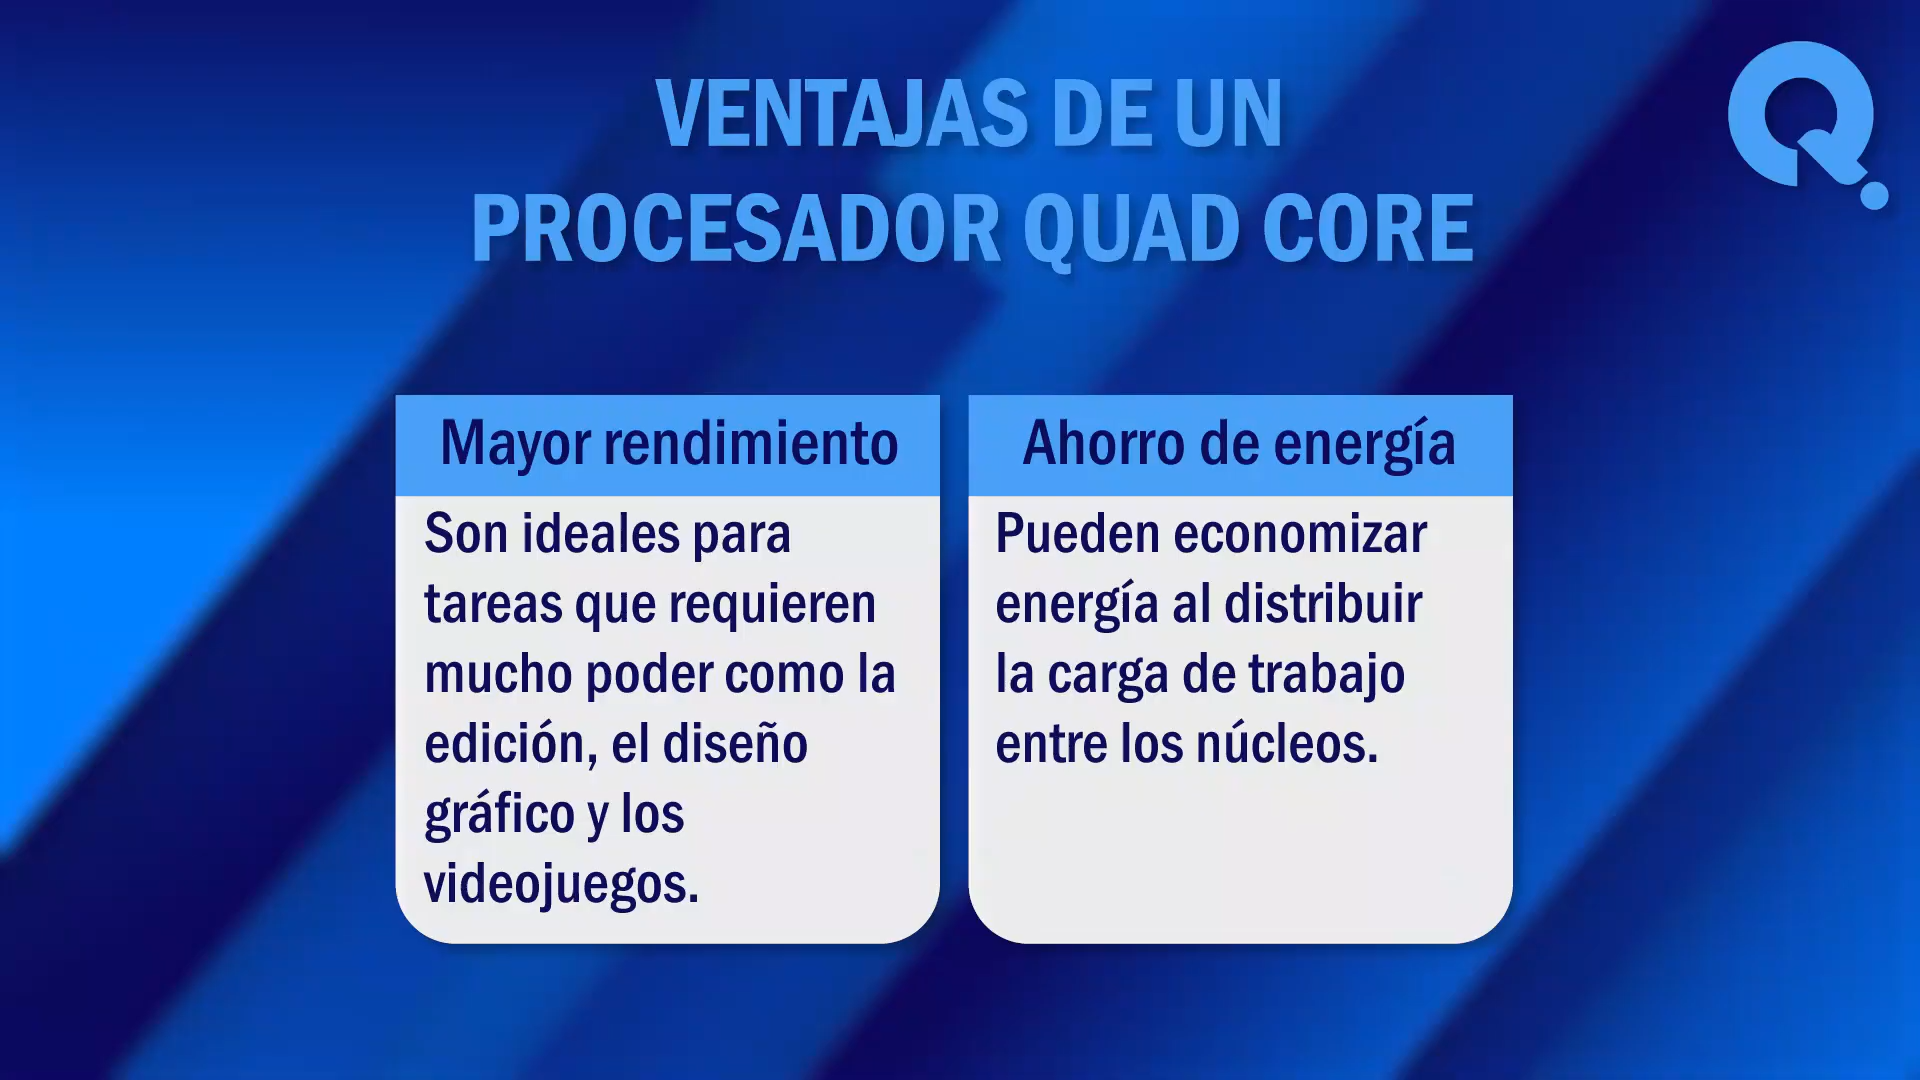 VENTAJAS DE UN
PROCESADOR QUAD CORE
Mayor rendimiento
Son ideales para
tareas que requieren
mucho poder como la
edición, el diseño
gráfico y los
videojuegos.
Ahorro de energía
Pueden economizar
energía al distribuir
la carga de trabajo
entre los núcleos.